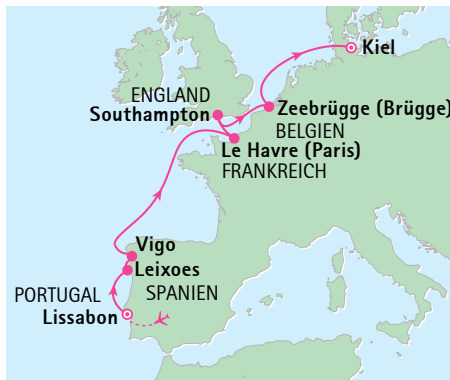 Kiel
ENGLAND
Southampton
Zeebrügge (Brügge)
BELGIEN
Le Havre (Paris)
FRANKREICH
Vigo
Leixoes
PORTUGAL
SPANIEN
Lissabon